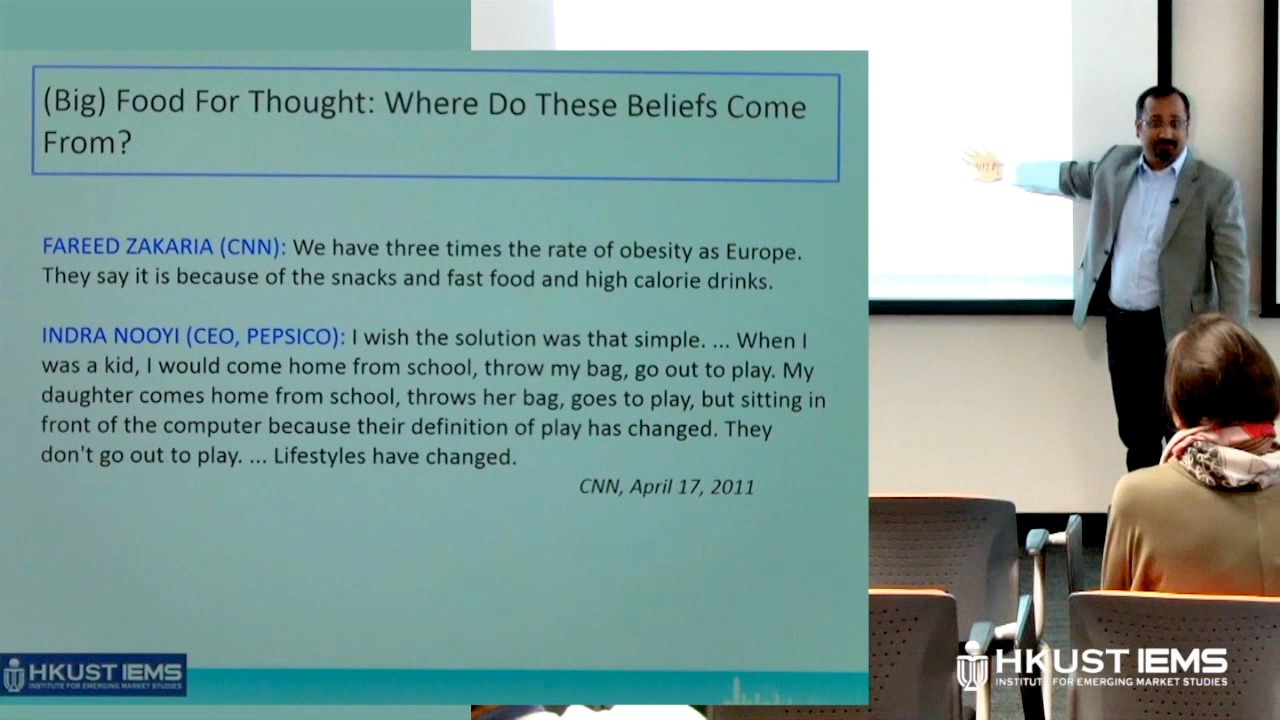 (Big) Food For Thought: Where Do These Beliefs Come
From?
FAREED ZAKARIA (CNN): We have three times the rate of obesity as Europe.
They say it is because of the snacks and fast food and high calorie drinks.
INDRA NOOYI (CEO, PEPSICO): I wish the solution was that simple. ... When I
was a kid, I would come home from school, throw my bag, go out to play. My
daughter comes home from school, throws her bag, goes to play, but sitting in
front of the computer because their definition of play has changed. They
don't go out to play. ... Lifestyles have changed.
CNN, April 17, 2011
HKUST IEMS
INSTITUTE FOR EMERGING MARKET STUDIES
HKUST IEMS
INSTITUTE FOR EMERGING MARKET STUDIES